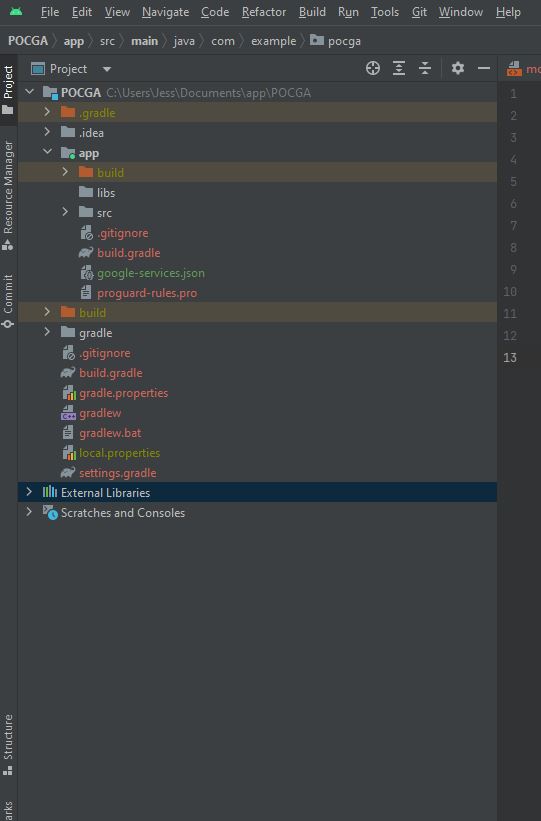 File Edit View Navigate Code Refactor Build Run Tools Git Window Help
POCGA app src main java com example pocga
Project
mo
POCGA C:\Users\Jess\Documents\app\POCGA
.gradle
.idea
app
build
libs
src
.gitignore
build.gradle
google-services.json
proguard-rules.pro
build
gradle
.gitignore
build.gradle
gradle.properties
gradlew
gradlew.bat
local.properties
settings.gradle
External Libraries
Scratches and Consoles
1
2
3
4
5
6
7
8
9
10
11
12
13
Project
Resource Manager
Commit
Structure
arks